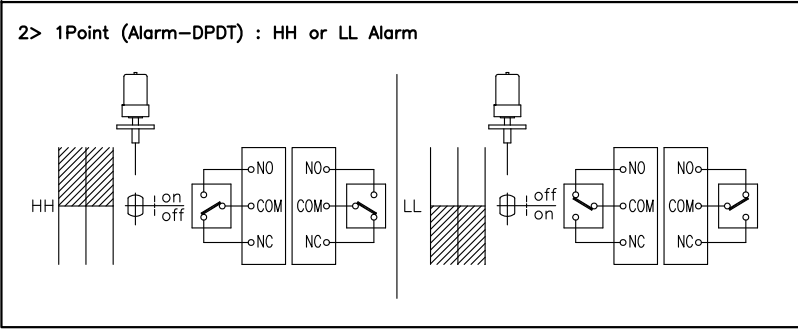 2> 1Point (Alarm-DPDT) : HH or LL Alarm
NO NO NO NO
on off
HH COM COM LL COM COM
off on
NC NC NC NC